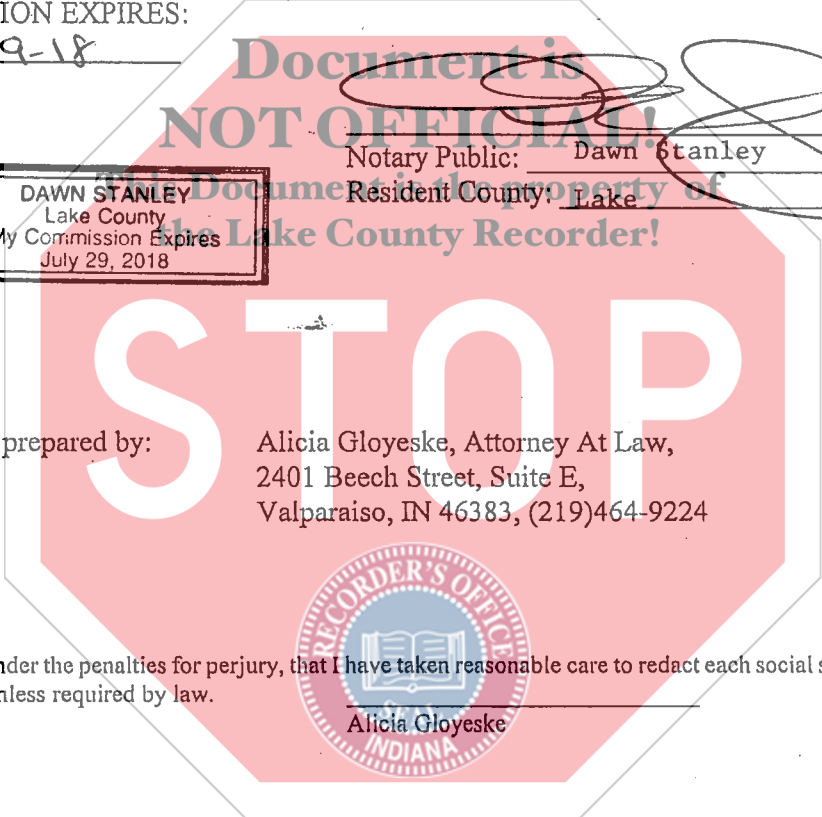 ION EXPIRES:
9-18
Document is
NOT OFFICIAL!
This Document is the property of
the Lake County Recorder!
Notary Public: Dawn Stanley
Resident County: Lake
DAWN STANLEY
Lake County
My Commission Expires
July 29, 2018
STOP
prepared by: Alicia Gloyeske, Attorney At Law,
2401 Beech Street, Suite E,
Valparaiso, IN 46383, (219)464-9224
RECORDER'S OFFICE
SEAL
INDIANA
nder the penalties for perjury, that I have taken reasonable care to redact each social s
nless required by law.
Alicia Gloyeske